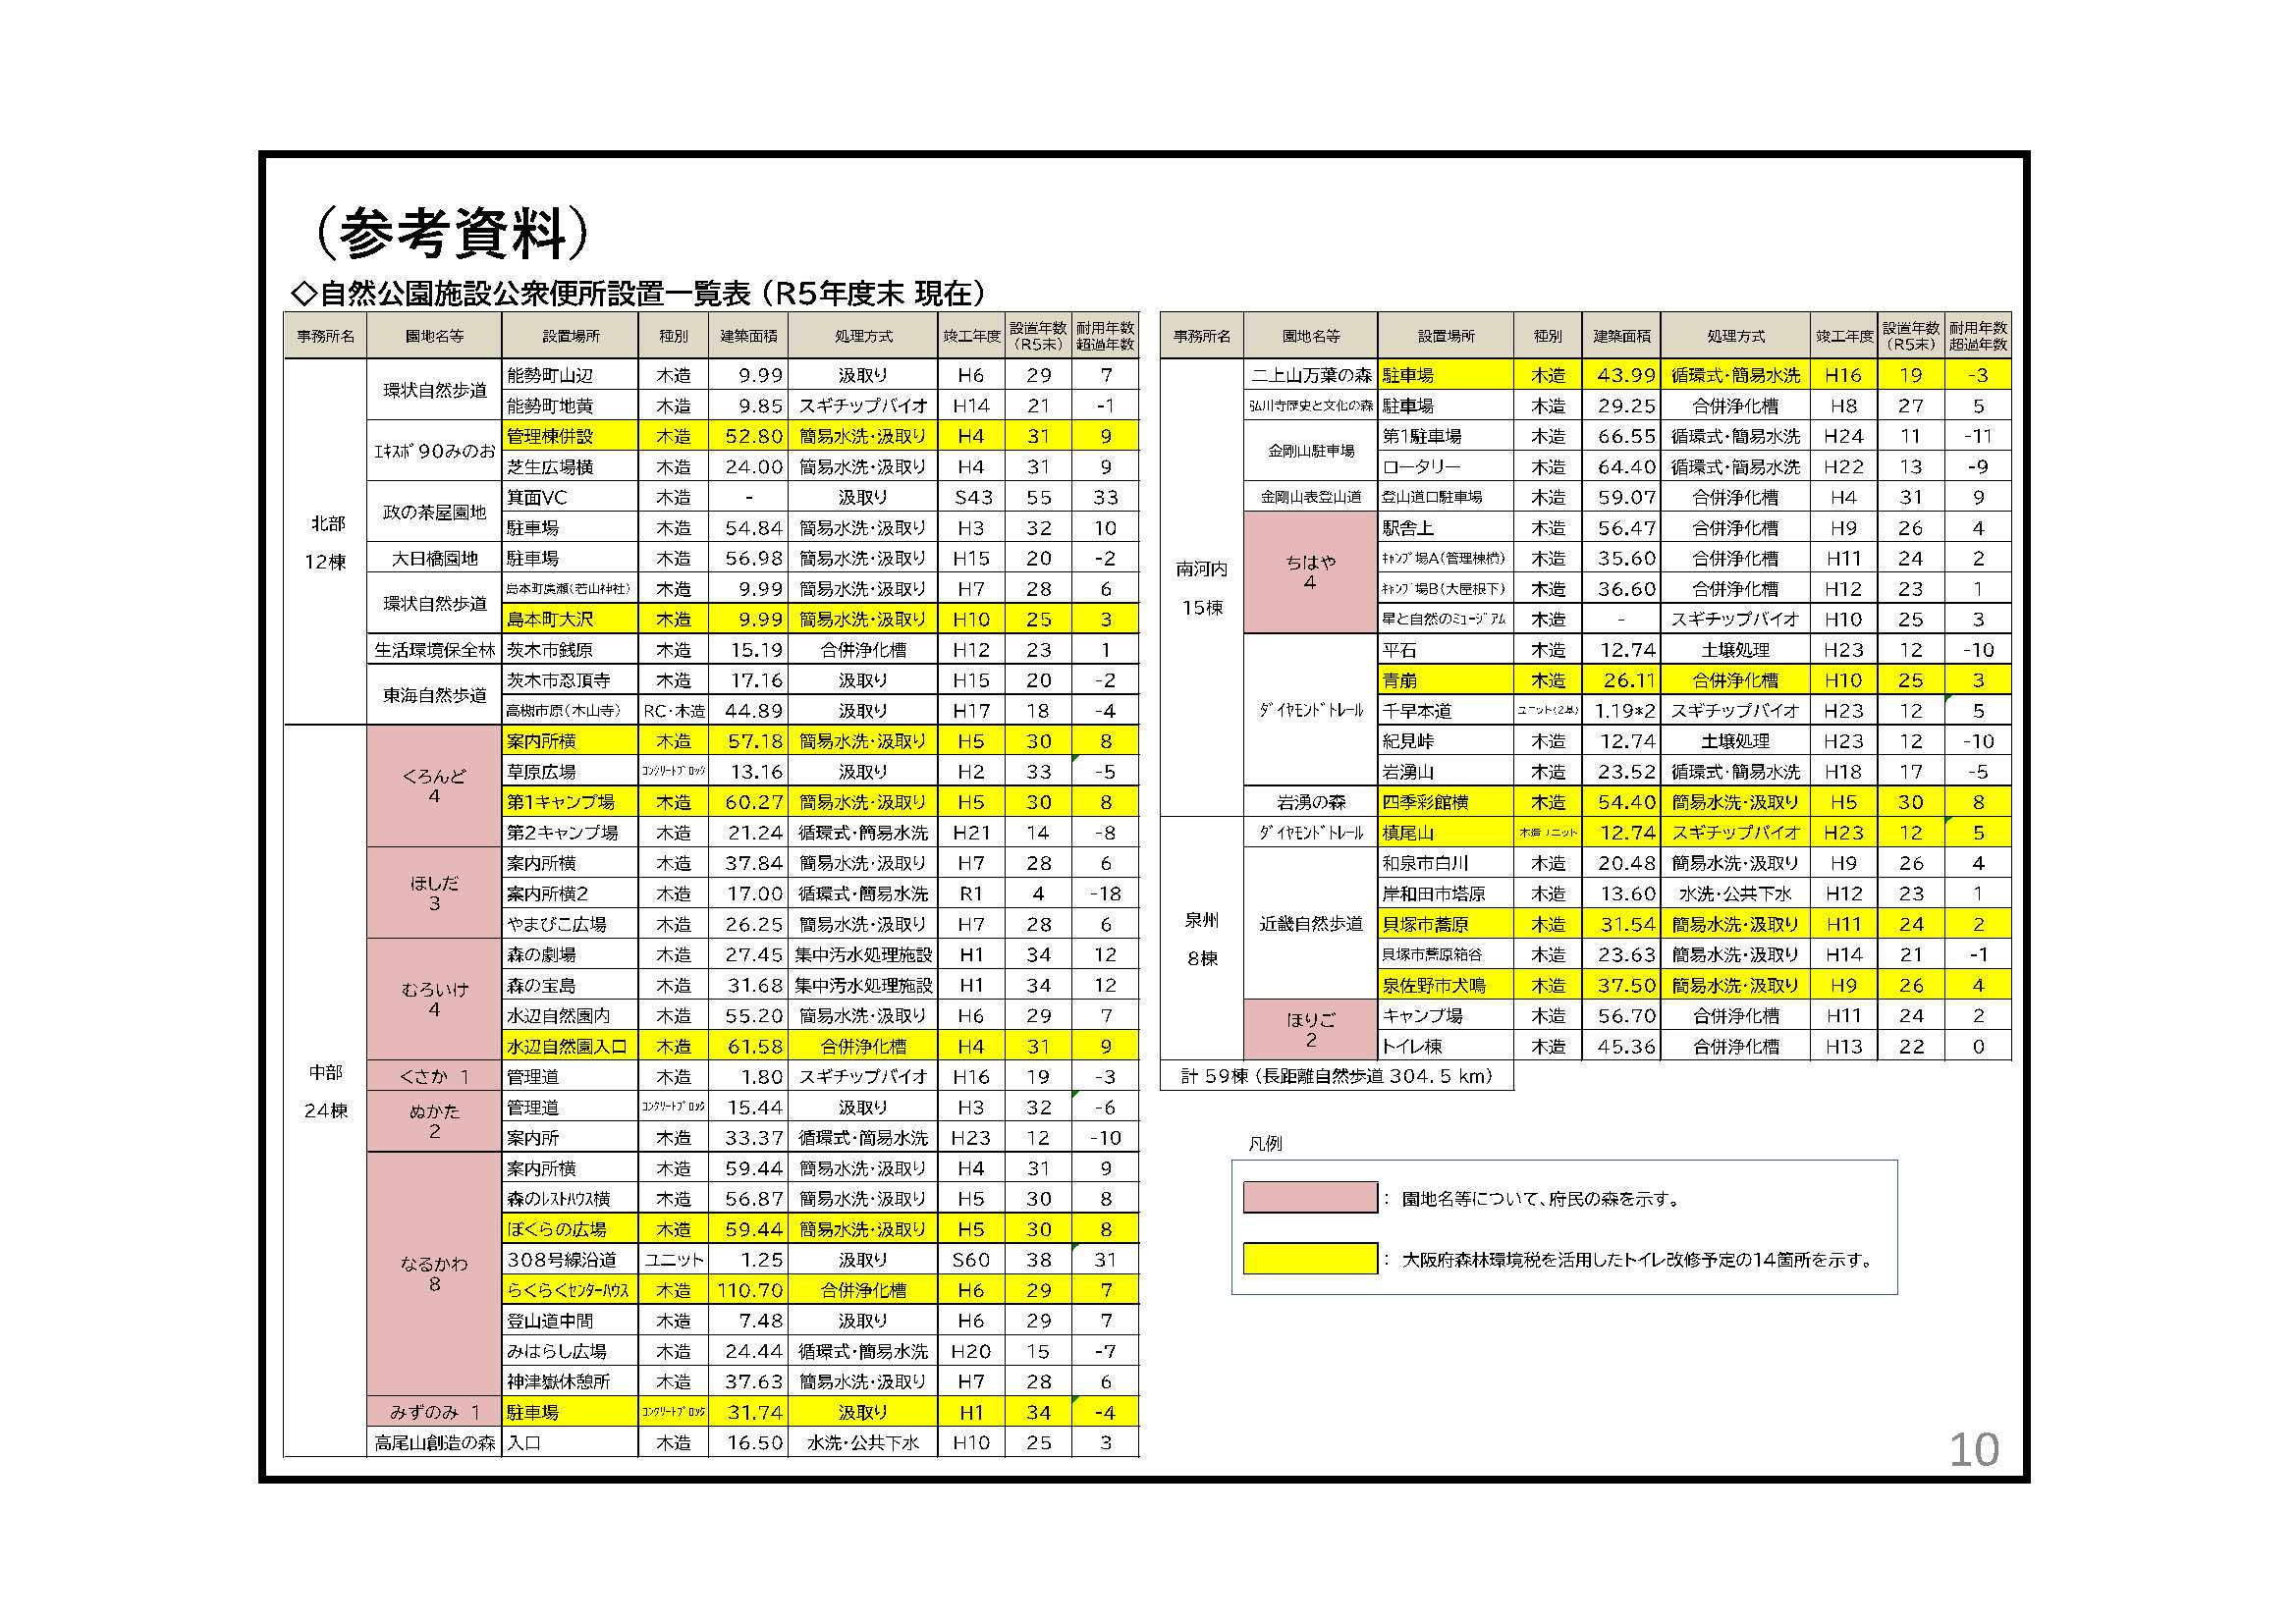 （参考資料）
◇自然公園施設公衆便所設置一覧表（R5年度末 現在）
事務所名 園地名等 設置場所 種別 建築面積 処理方式 竣工年度 設置年数（R5末） 耐用年数超過年数
北部 12棟
環状自然歩道 能勢町山辺 木造 9.99 汲取り H6 29 7
能勢町地黄 木造 9.85 スギチップバイオ H14 21 -1
ｴｷｽﾎﾟ90みのお 管理棟併設 木造 52.80 簡易水洗・汲取り H4 31 9
芝生広場横 木造 24.00 簡易水洗・汲取り H4 31 9
政の茶屋園地 箕面VC 木造 - 汲取り S43 55 33
駐車場 木造 54.84 簡易水洗・汲取り H3 32 10
大日橋園地 駐車場 木造 56.98 簡易水洗・汲取り H15 20 -2
環状自然歩道 島本町廣瀬（若山神社） 木造 9.99 簡易水洗・汲取り H7 28 6
島本町大沢 木造 9.99 簡易水洗・汲取り H10 25 3
生活環境保全林 茨木市銭原 木造 15.19 合併浄化槽 H12 23 1
東海自然歩道 茨木市忍頂寺 木造 17.16 汲取り H15 20 -2
高槻市原（本山寺） RC・木造 44.89 汲取り H17 18 -4
中部 24棟
くろんど 4 案内所横 木造 57.18 簡易水洗・汲取り H5 30 8
草原広場 ｺﾝｸﾘｰﾄﾌﾞﾛｯｸ 13.16 汲取り H2 33 -5
第1キャンプ場 木造 60.27 簡易水洗・汲取り H5 30 8
第2キャンプ場 木造 21.24 循環式・簡易水洗 H21 14 -8
ほしだ 3 案内所横 木造 37.84 簡易水洗・汲取り H7 28 6
案内所横2 木造 17.00 循環式・簡易水洗 R1 4 -18
やまびこ広場 木造 26.25 簡易水洗・汲取り H7 28 6
むろいけ 4 森の劇場 木造 27.45 集中汚水処理施設 H1 34 12
森の宝島 木造 31.68 集中汚水処理施設 H1 34 12
水辺自然園内 木造 55.20 簡易水洗・汲取り H6 29 7
水辺自然園入口 木造 61.58 合併浄化槽 H4 31 9
くさか 1 管理道 木造 1.80 スギチップバイオ H16 19 -3
ぬかた 2 管理道 ｺﾝｸﾘｰﾄﾌﾞﾛｯｸ 15.44 汲取り H3 32 -6
案内所 木造 33.37 循環式・簡易水洗 H23 12 -10
なるかわ 8 案内所横 木造 59.44 簡易水洗・汲取り H4 31 9
森のﾚｽﾄﾊｳｽ横 木造 56.87 簡易水洗・汲取り H5 30 8
ぼくらの広場 木造 59.44 簡易水洗・汲取り H5 30 8
308号線沿道 ユニット 1.25 汲取り S60 38 31
らくらくｾﾝﾀｰﾊｳｽ 木造 110.70 合併浄化槽 H6 29 7
登山道中間 木造 7.48 汲取り H6 29 7
みはらし広場 木造 24.44 循環式・簡易水洗 H20 15 -7
神津嶽休憩所 木造 37.63 簡易水洗・汲取り H7 28 6
みずのみ 1 駐車場 ｺﾝｸﾘｰﾄﾌﾞﾛｯｸ 31.74 汲取り H1 34 -4
高尾山創造の森 入口 木造 16.50 水洗・公共下水 H10 25 3
事務所名 園地名等 設置場所 種別 建築面積 処理方式 竣工年度 設置年数（R5末） 耐用年数超過年数
南河内 15棟
二上山万葉の森 駐車場 木造 43.99 循環式・簡易水洗 H16 19 -3
弘川寺歴史と文化の森 駐車場 木造 29.25 合併浄化槽 H8 27 5
金剛山駐車場 第1駐車場 木造 66.55 循環式・簡易水洗 H24 11 -11
ロータリー 木造 64.40 循環式・簡易水洗 H22 13 -9
金剛山表登山道 登山道口駐車場 木造 59.07 合併浄化槽 H4 31 9
ちはや 4 駅舎上 木造 56.47 合併浄化槽 H9 26 4
ｷｬﾝﾌﾟ場A（管理棟横） 木造 35.60 合併浄化槽 H11 24 2
ｷｬﾝﾌﾟ場B（大屋根下） 木造 36.60 合併浄化槽 H12 23 1
星と自然のﾐｭｰｼﾞｱﾑ 木造 - スギチップバイオ H10 25 3
ﾀﾞｲﾔﾓﾝﾄﾞﾄﾚｰﾙ 平石 木造 12.74 土壌処理 H23 12 -10
青崩 木造 26.11 合併浄化槽 H10 25 3
千早本道 ユニット（2基） 1.19*2 スギチップバイオ H23 12 5
紀見峠 木造 12.74 土壌処理 H23 12 -10
岩湧山 木造 23.52 循環式・簡易水洗 H18 17 -5
岩湧の森 四季彩館横 木造 54.40 簡易水洗・汲取り H5 30 8
泉州 8棟
ﾀﾞｲﾔﾓﾝﾄﾞﾄﾚｰﾙ 槙尾山 木造ユニット 12.74 スギチップバイオ H23 12 5
近畿自然歩道 和泉市白川 木造 20.48 簡易水洗・汲取り H9 26 4
岸和田市塔原 木造 13.60 水洗・公共下水 H12 23 1
貝塚市蕎原 木造 31.54 簡易水洗・汲取り H11 24 2
貝塚市蕎原箱谷 木造 23.63 簡易水洗・汲取り H14 21 -1
泉佐野市犬鳴 木造 37.50 簡易水洗・汲取り H9 26 4
ほりご 2 キャンプ場 木造 56.70 合併浄化槽 H11 24 2
トイレ棟 木造 45.36 合併浄化槽 H13 22 0
計 59棟（長距離自然歩道 304.5 km）
凡例
： 園地名等について、府民の森を示す。
： 大阪府森林環境税を活用したトイレ改修予定の14箇所を示す。
10